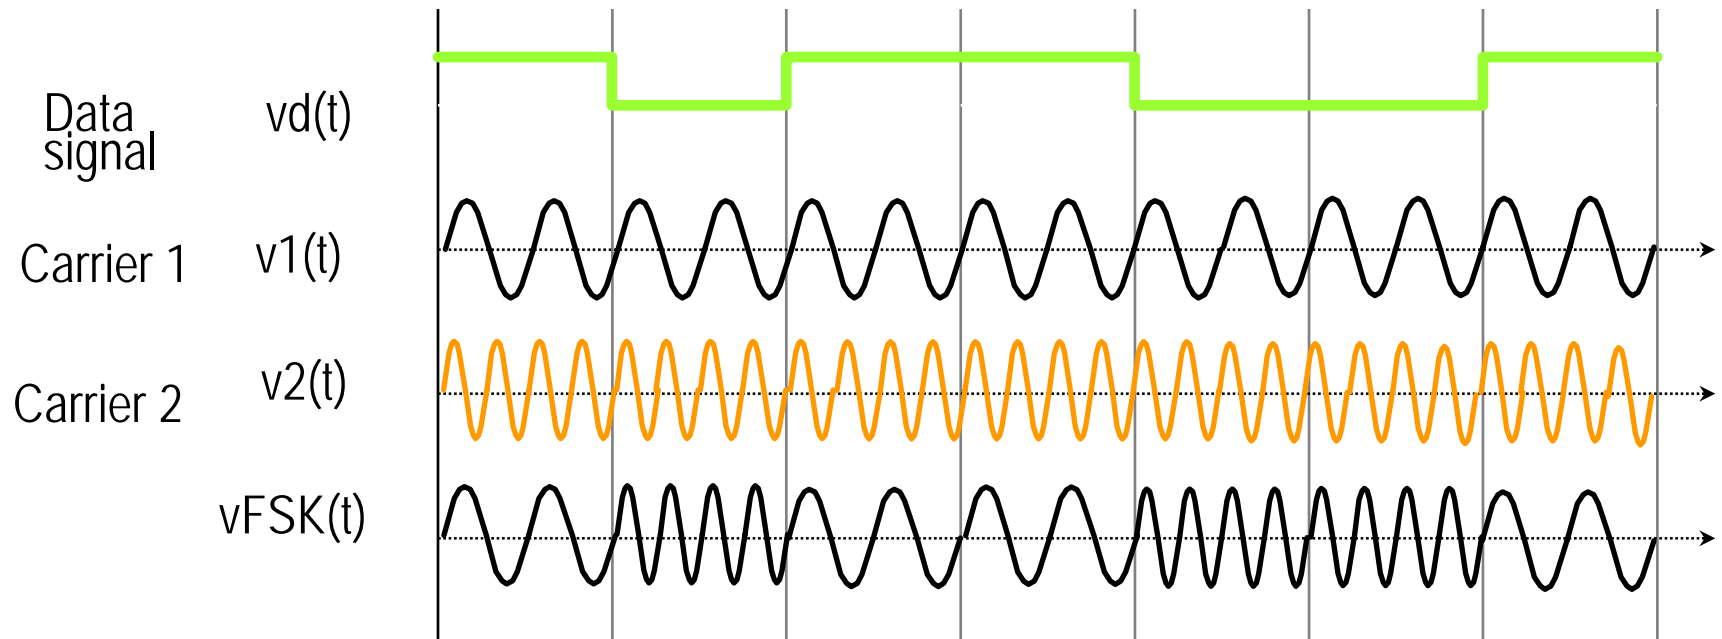 Data
signal
vd(t)
Carrier 1
v1(t)
Carrier 2
v2(t)
vFSK(t)